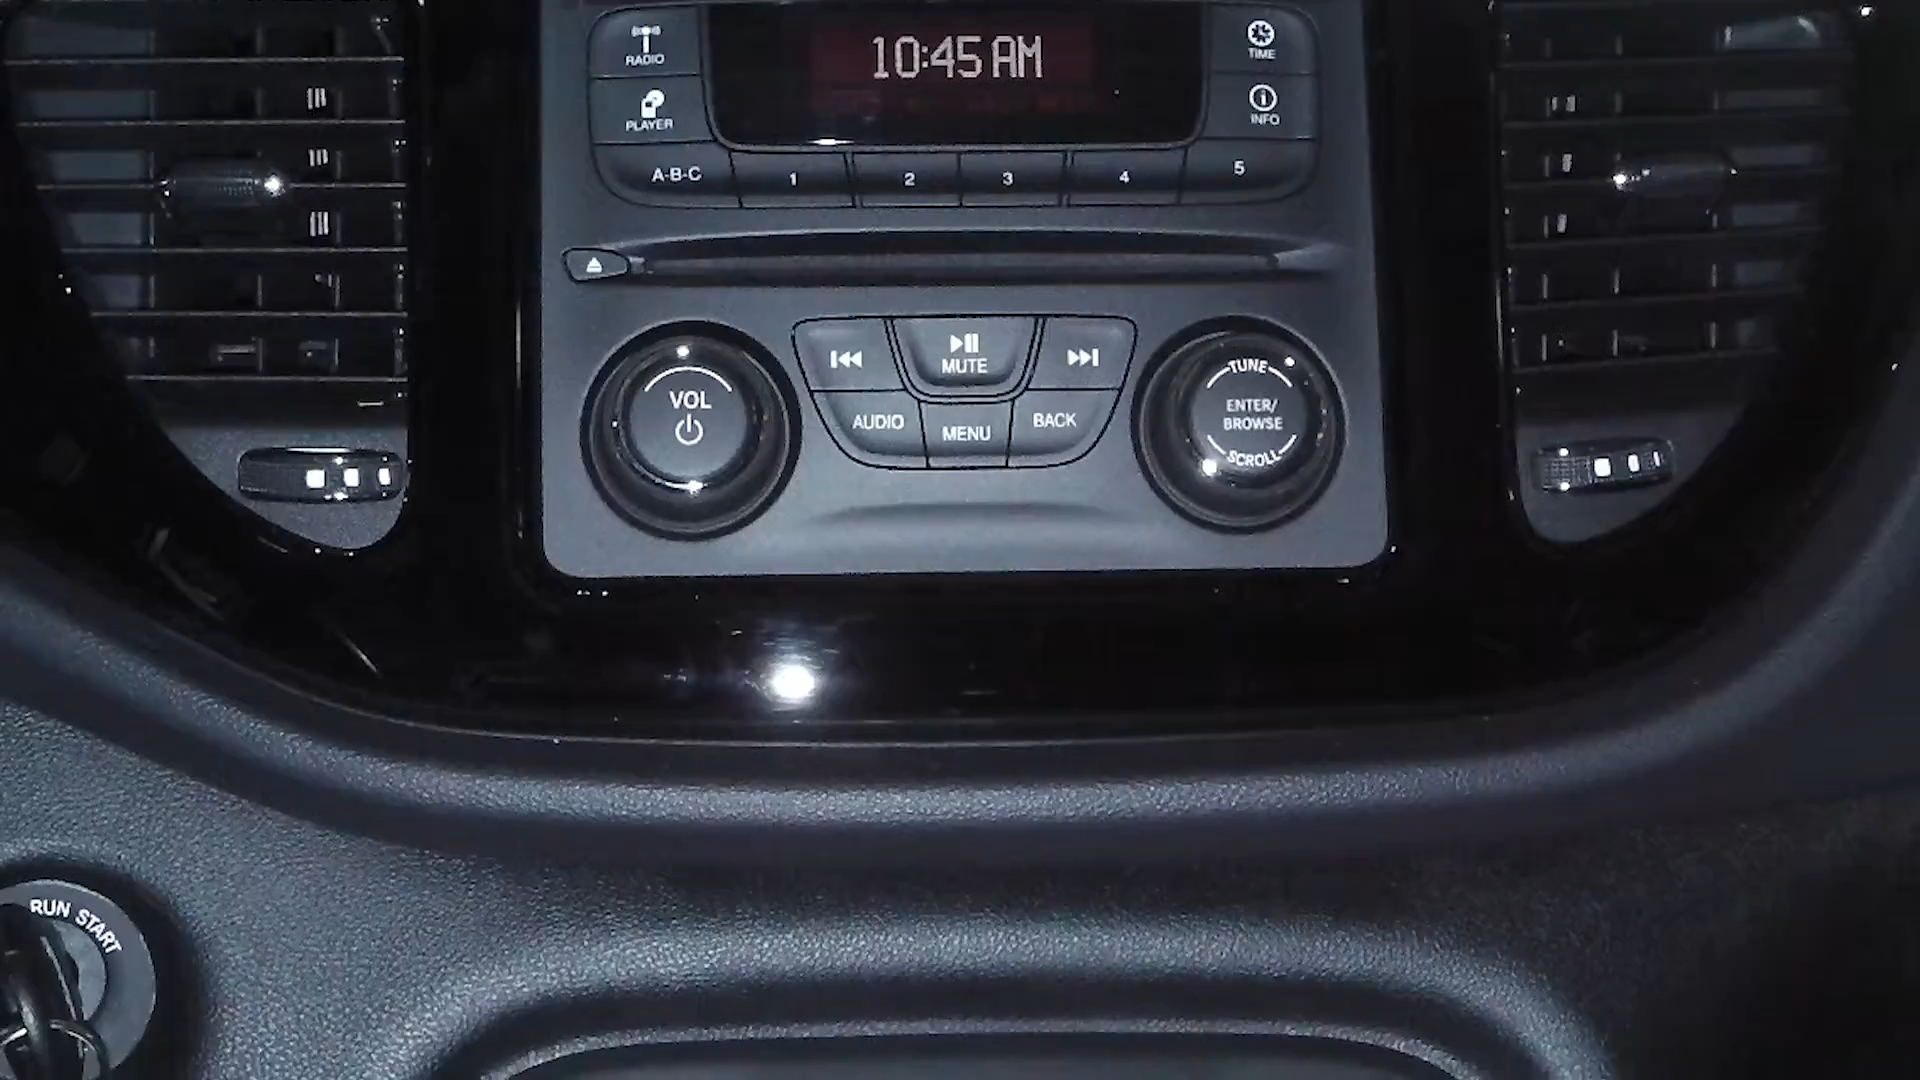 RADIO
10:45 AM
TIME
PLAYER
INFO
A-B-C 1 2 3 4 5
VOL
MUTE
AUDIO MENU BACK
TUNE
ENTER/
BROWSE
SCROLL
RUN START